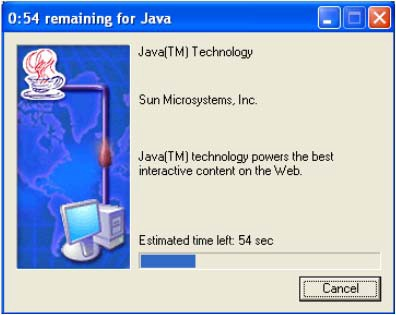 0:54 remaining for Java
Java(TM) Technology
Sun Microsystems, Inc.
Java(TM) technology powers the best
interactive content on the Web.
Estimated time left: 54 sec
Cancel